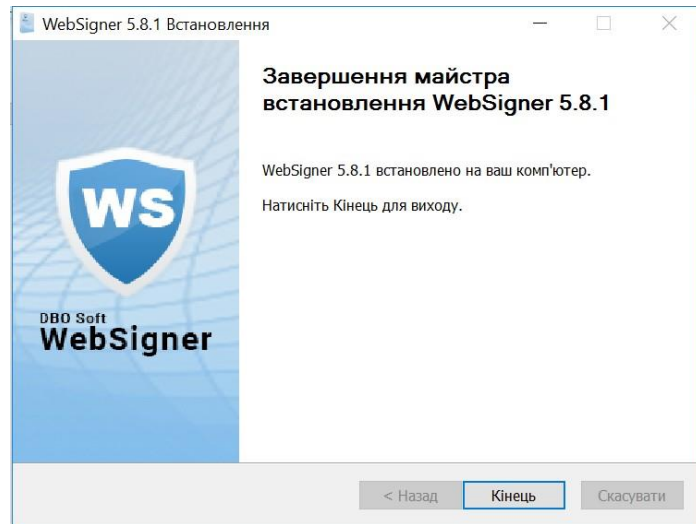 WebSigner 5.8.1 Встановлення
Завершення майстра
встановлення WebSigner 5.8.1
WebSigner 5.8.1 встановлено на ваш комп'ютер.
Натисніть Кінець для виходу.
WS
DBO Soft
WebSigner
< Назад
Кінець
Скасувати